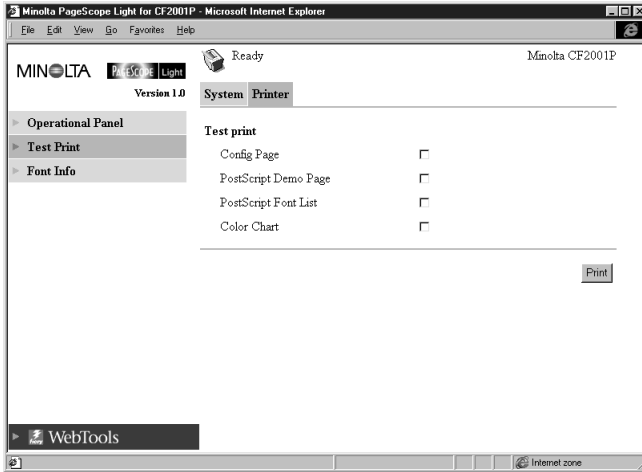 Minolta PageScope Light for CF2001P - Microsoft Internet Explorer
File Edit View Go Favorites Help
MINOLTA PAGESCOPE Light
Version 1.0
Ready
Minolta CF2001P
System Printer
Operational Panel
Test Print
Font Info
Test print
Config Page
PostScript Demo Page
PostScript Font List
Color Chart
Print
Fiery WebTools
Internet zone